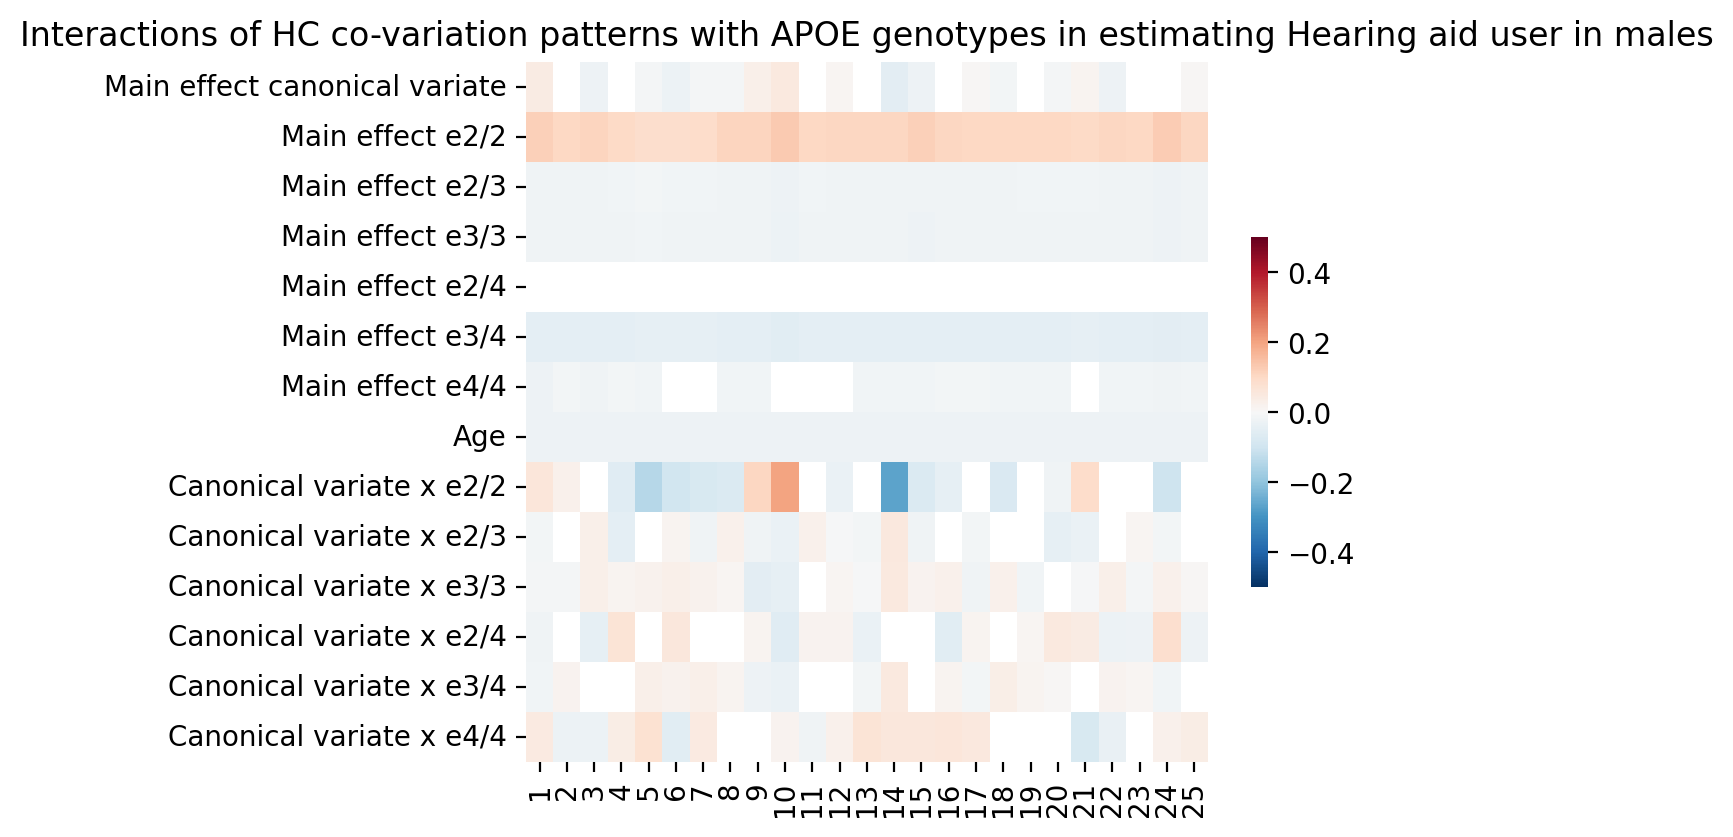 Interactions of HC co-variation patterns with APOE genotypes in estimating Hearing aid user in males
Main effect canonical variate
Main effect e2/2
Main effect e2/3
Main effect e3/3
Main effect e2/4
Main effect e3/4
Main effect e4/4
Age
Canonical variate x e2/2
Canonical variate x e2/3
Canonical variate x e3/3
Canonical variate x e2/4
Canonical variate x e3/4
Canonical variate x e4/4
1 2 3 4 5 6 7 8 9 10 11 12 13 14 15 16 17 18 19 20 21 22 23 24 25
0.4
0.2
0.0
−0.2
−0.4